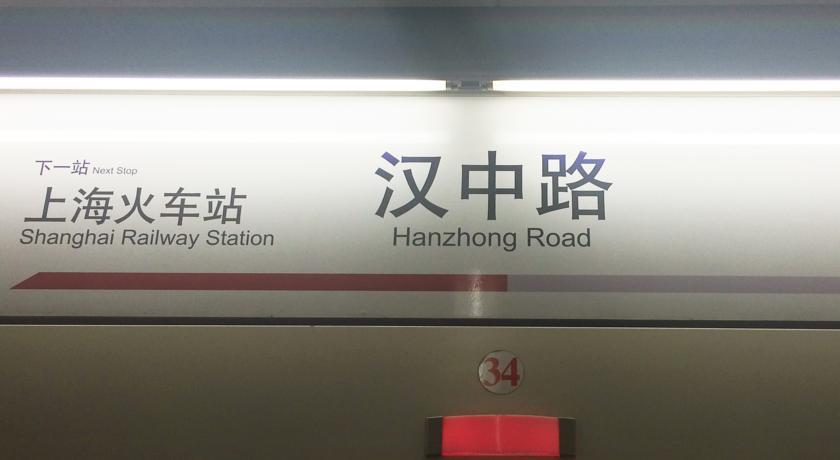 下一站 Next Stop
上海火车站
Shanghai Railway Station
汉中路
Hanzhong Road
34